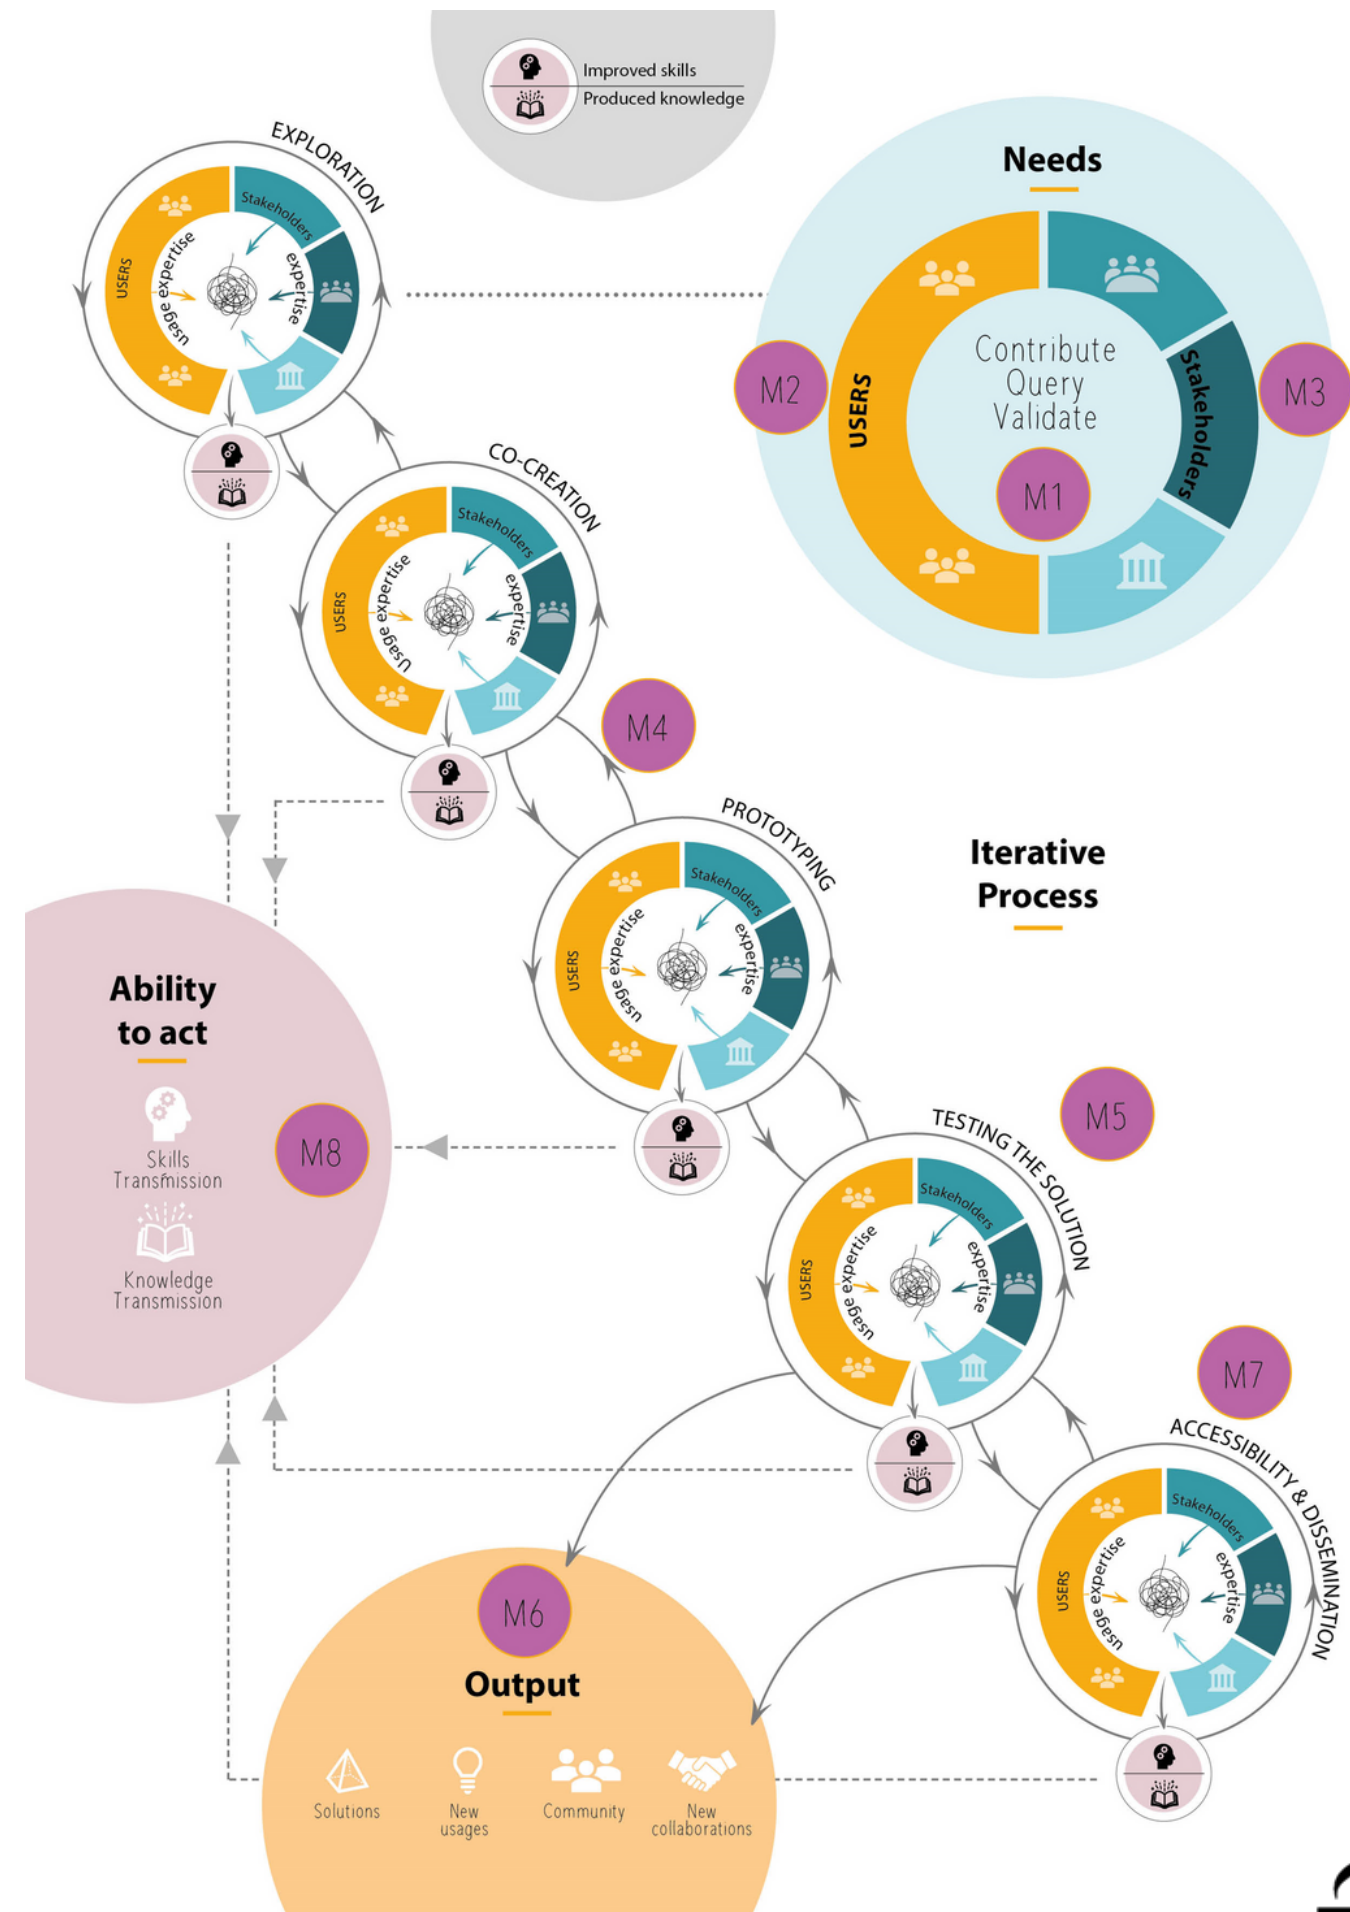 Improved skills
Produced knowledge
EXPLORATION
Stakeholders
USERS
usage expertise
expertise
Needs
Contribute
Query
Validate
USERS
Stakeholders
M2
M3
M1
CO-CREATION
Stakeholders
USERS
Usage expertise
expertise
M4
PROTOTYPING
Stakeholders
USERS
usage expertise
expertise
Iterative
Process
Ability
to act
Skills
Transmission
Knowledge
Transmission
M8
M5
TESTING THE SOLUTION
Stakeholders
USERS
usage expertise
expertise
M7
ACCESSIBILITY & DISSEMINATION
Stakeholders
USERS
usage expertise
expertise
M6
Output
Solutions
New
usages
Community
New
collaborations